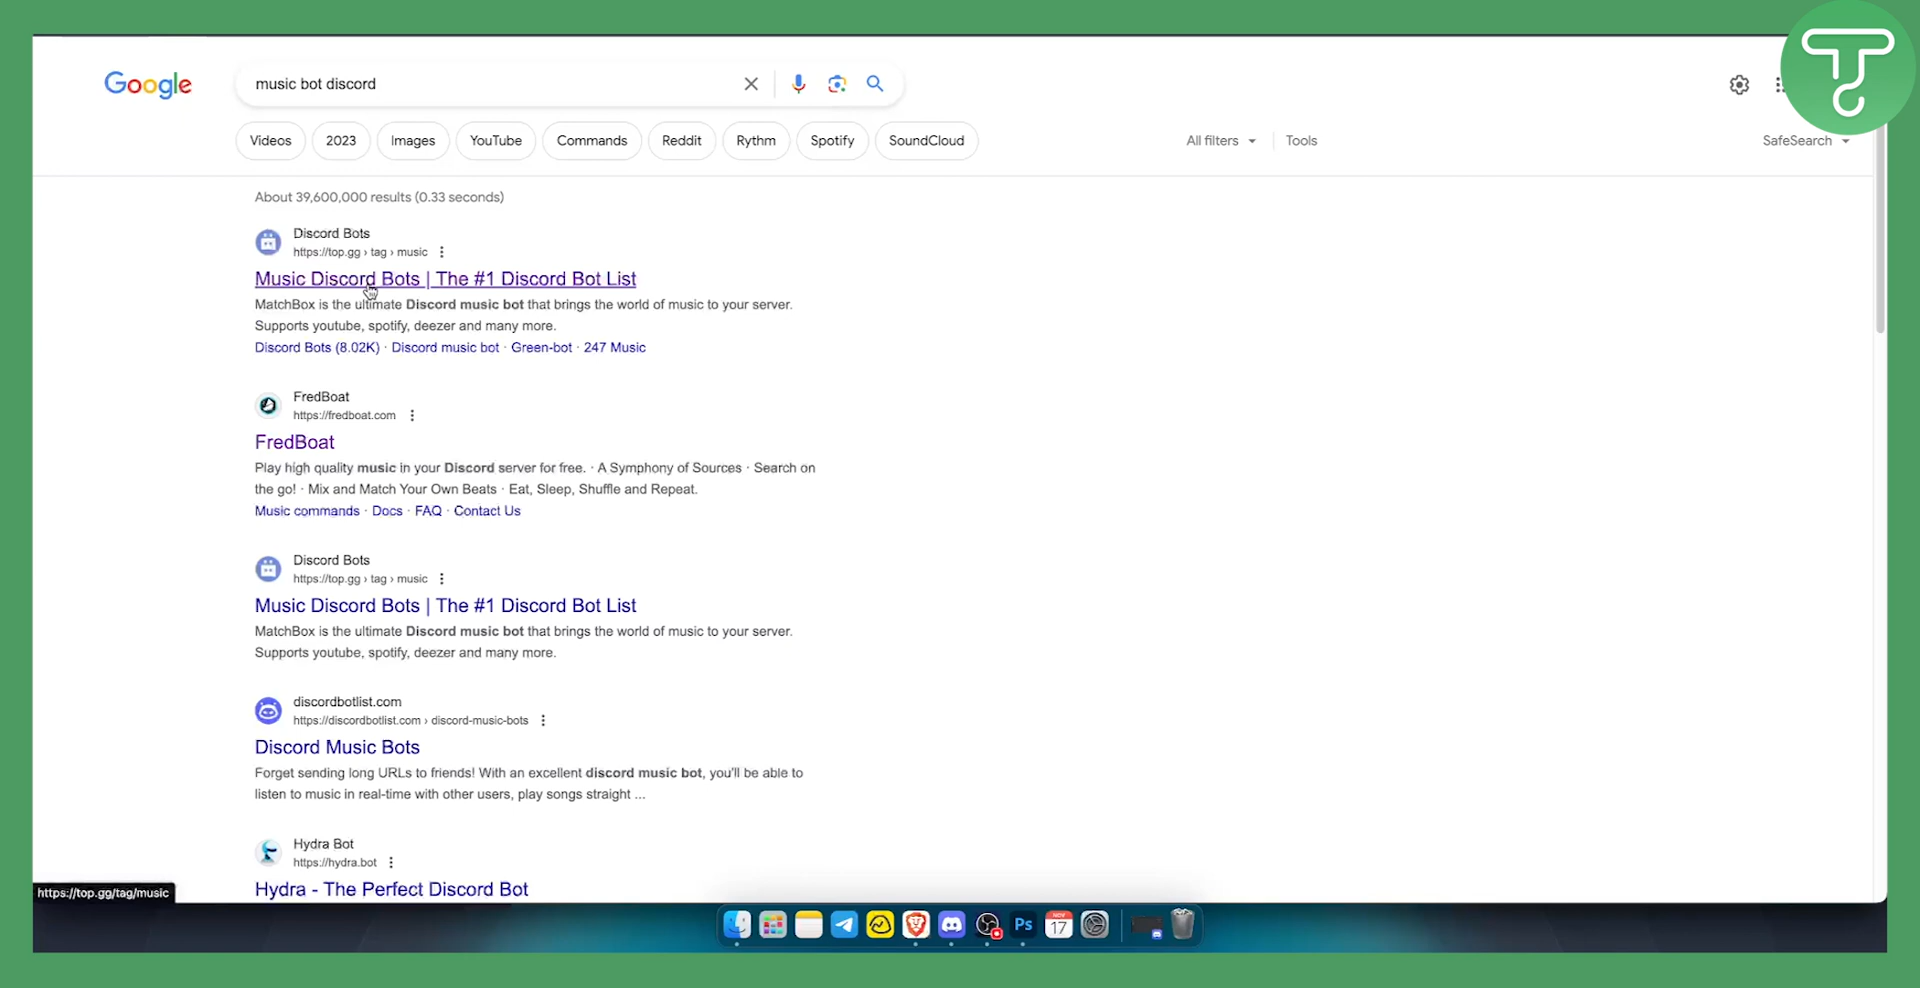 Google
music bot discord
Videos
2023
Images
YouTube
Commands
Reddit
Rythm
Spotify
SoundCloud
All filters
Tools
SafeSearch
About 39,600,000 results (0.33 seconds)
Discord Bots
https://top.gg › tag › music
Music Discord Bots | The #1 Discord Bot List
MatchBox is the ultimate Discord music bot that brings the world of music to your server.
Supports youtube, spotify, deezer and many more.
Discord Bots (8.02K) · Discord music bot · Green-bot · 247 Music
FredBoat
https://fredboat.com
FredBoat
Play high quality music in your Discord server for free. · A Symphony of Sources · Search on
the go! · Mix and Match Your Own Beats · Eat, Sleep, Shuffle and Repeat.
Music commands · Docs · FAQ · Contact Us
Discord Bots
https://top.gg › tag › music
Music Discord Bots | The #1 Discord Bot List
MatchBox is the ultimate Discord music bot that brings the world of music to your server.
Supports youtube, spotify, deezer and many more.
discordbotlist.com
https://discordbotlist.com › discord-music-bots
Discord Music Bots
Forget sending long URLs to friends! With an excellent discord music bot, you'll be able to
listen to music in real-time with other users, play songs straight ...
Hydra Bot
https://hydra.bot
Hydra - The Perfect Discord Bot
https://top.gg/tag/music
Ps
NOV
17